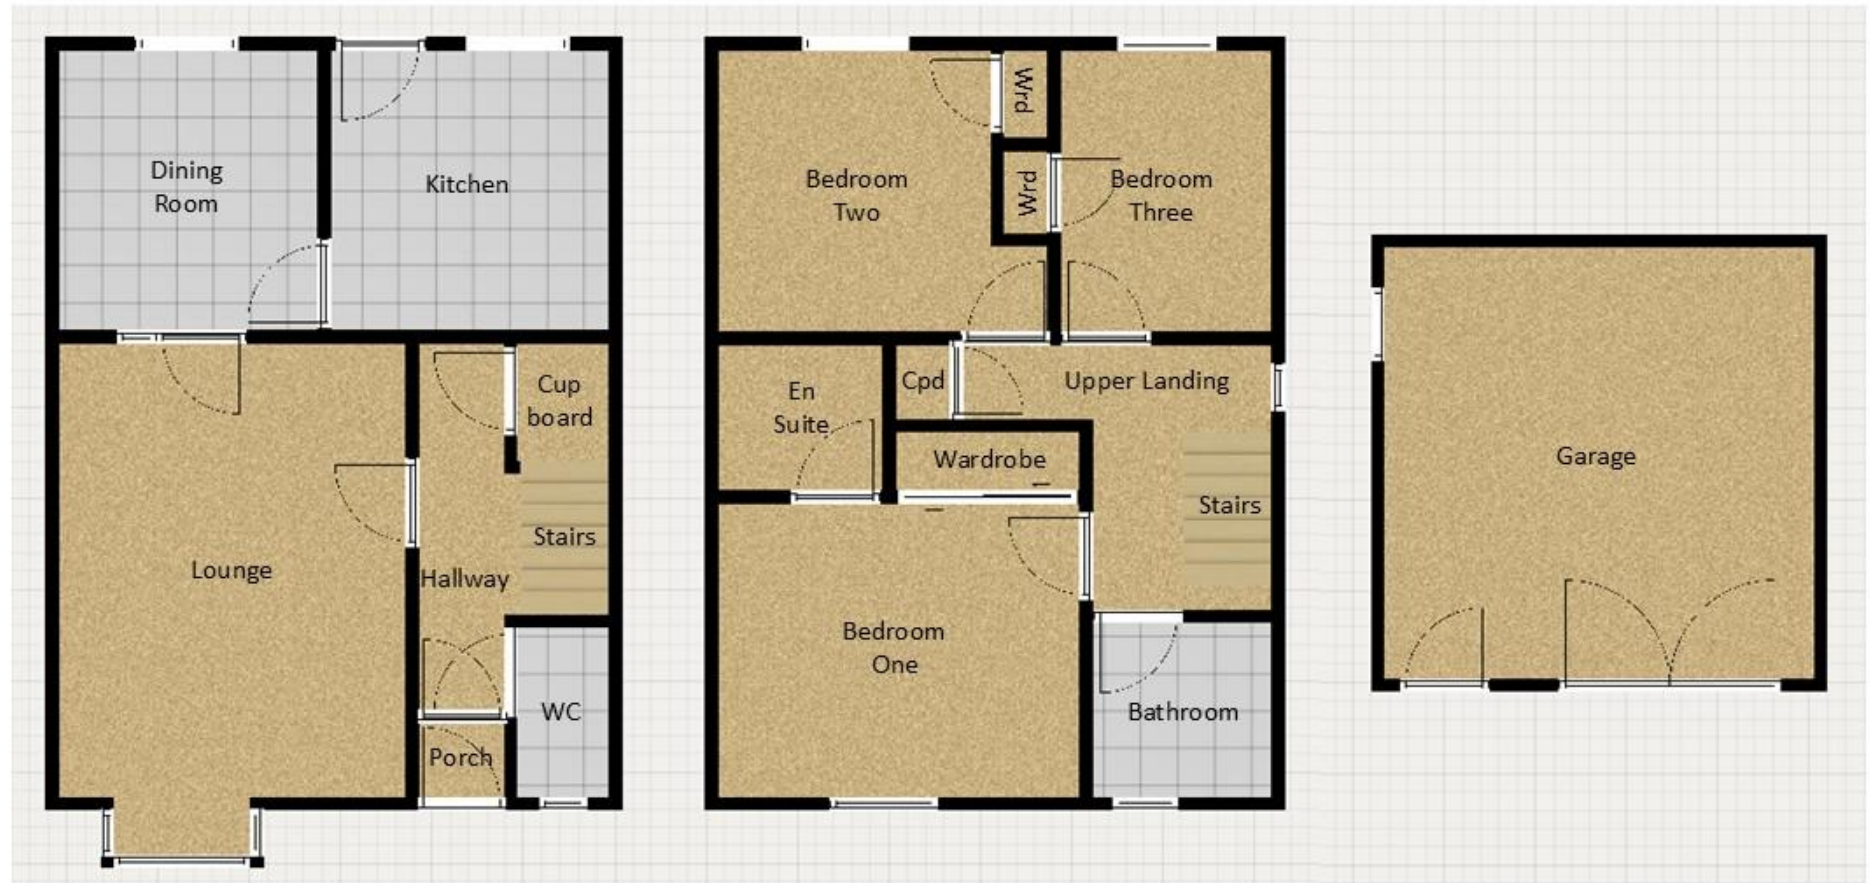 Dining
Room
Kitchen
Cup
board
Stairs
Lounge
Hallway
WC
Porch
Bedroom
Two
Wrd
Wrd
Bedroom
Three
En
Suite
Cpd
Upper Landing
Wardrobe
Stairs
Bedroom
One
Bathroom
Garage